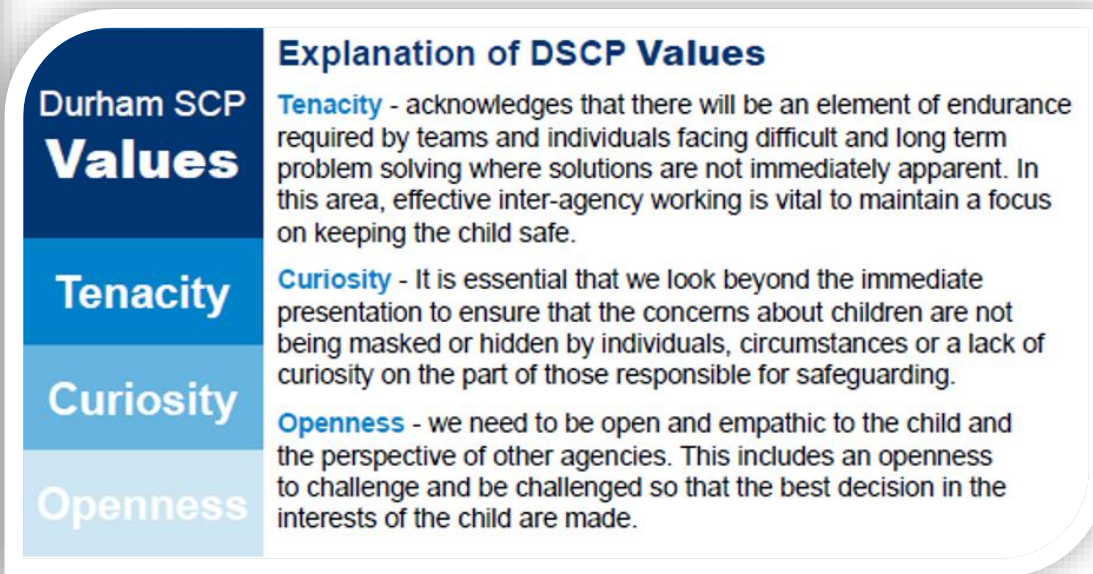 Durham SCP
Values
Tenacity
Curiosity
Openness
Explanation of DSCP Values
Tenacity - acknowledges that there will be an element of endurance
required by teams and individuals facing difficult and long term
problem solving where solutions are not immediately apparent. In
this area, effective inter-agency working is vital to maintain a focus
on keeping the child safe.
Curiosity - It is essential that we look beyond the immediate
presentation to ensure that the concerns about children are not
being masked or hidden by individuals, circumstances or a lack of
curiosity on the part of those responsible for safeguarding.
Openness - we need to be open and empathic to the child and
the perspective of other agencies. This includes an openness
to challenge and be challenged so that the best decision in the
interests of the child are made.